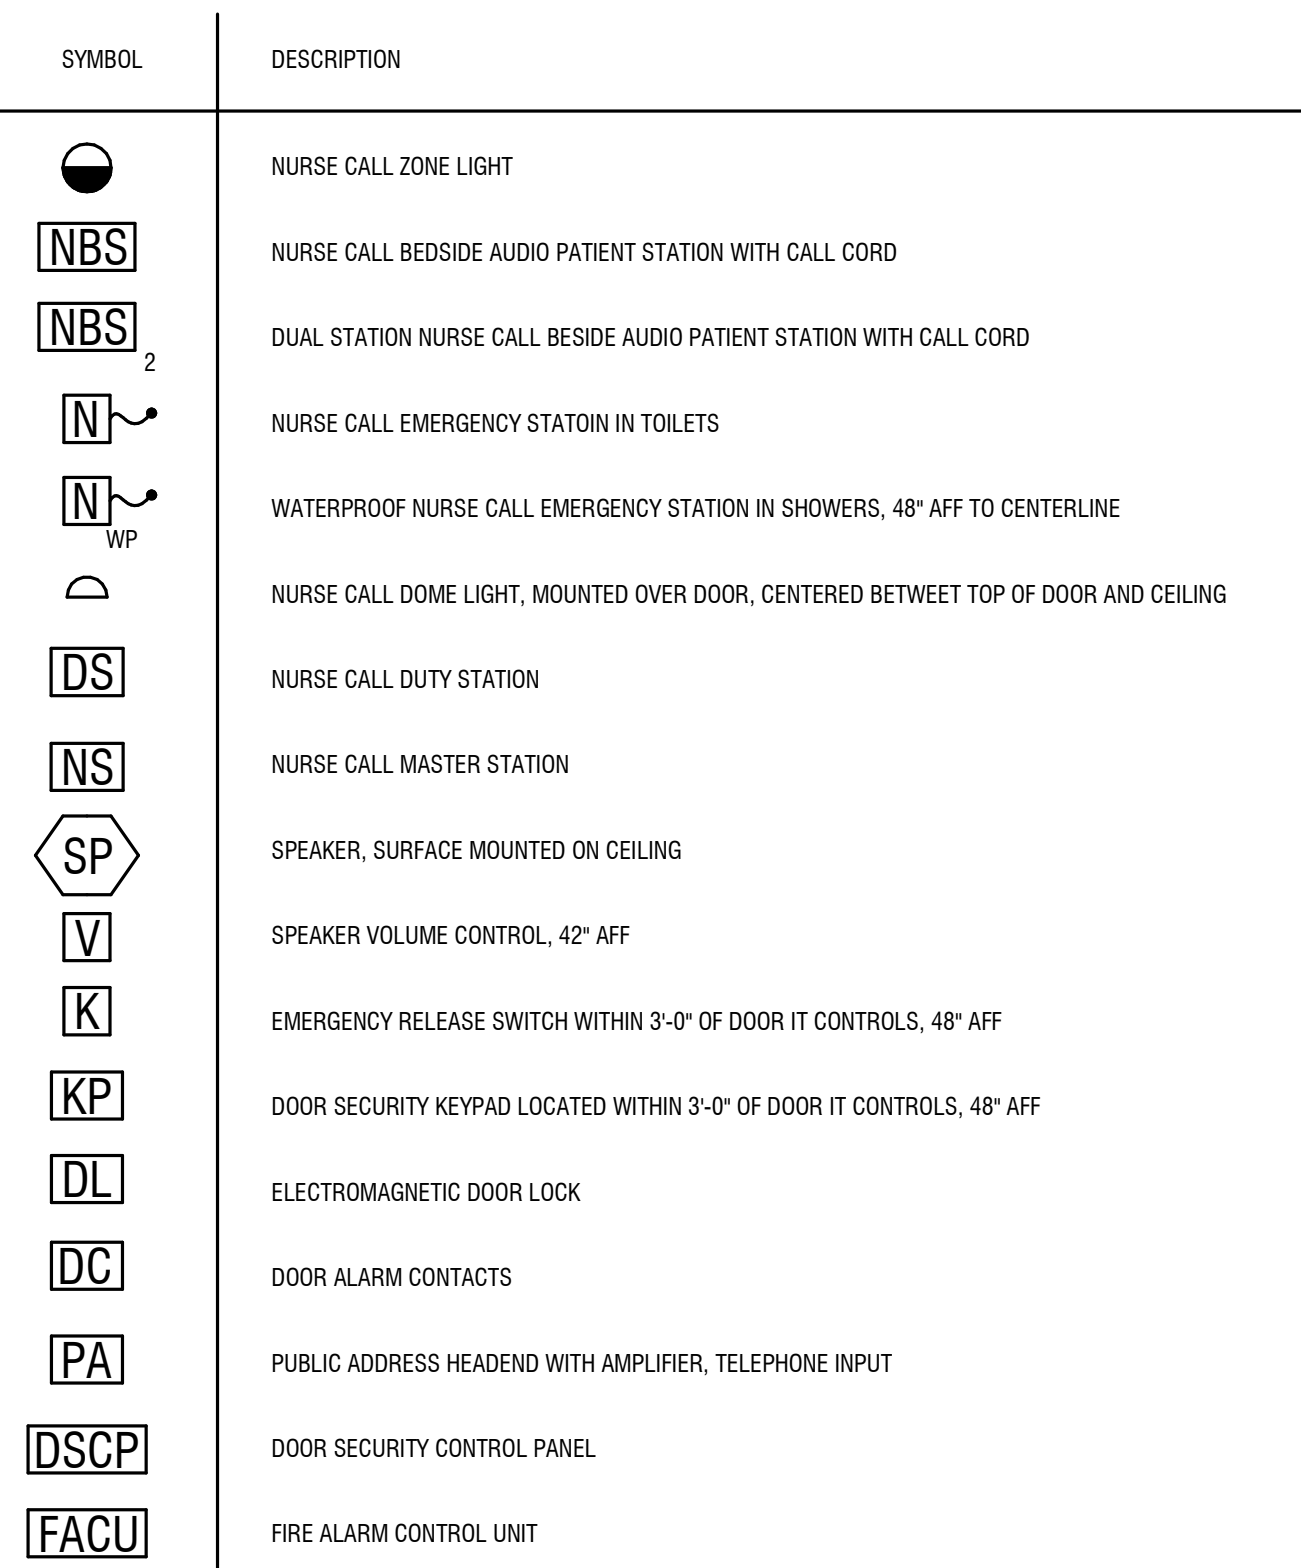 SYMBOL DESCRIPTION
NURSE CALL ZONE LIGHT
NBS NURSE CALL BEDSIDE AUDIO PATIENT STATION WITH CALL CORD
NBS 2 DUAL STATION NURSE CALL BESIDE AUDIO PATIENT STATION WITH CALL CORD
N NURSE CALL EMERGENCY STATOIN IN TOILETS
N WP WATERPROOF NURSE CALL EMERGENCY STATION IN SHOWERS, 48" AFF TO CENTERLINE
NURSE CALL DOME LIGHT, MOUNTED OVER DOOR, CENTERED BETWEET TOP OF DOOR AND CEILING
DS NURSE CALL DUTY STATION
NS NURSE CALL MASTER STATION
SP SPEAKER, SURFACE MOUNTED ON CEILING
V SPEAKER VOLUME CONTROL, 42" AFF
K EMERGENCY RELEASE SWITCH WITHIN 3'-0" OF DOOR IT CONTROLS, 48" AFF
KP DOOR SECURITY KEYPAD LOCATED WITHIN 3'-0" OF DOOR IT CONTROLS, 48" AFF
DL ELECTROMAGNETIC DOOR LOCK
DC DOOR ALARM CONTACTS
PA PUBLIC ADDRESS HEADEND WITH AMPLIFIER, TELEPHONE INPUT
DSCP DOOR SECURITY CONTROL PANEL
FACU FIRE ALARM CONTROL UNIT